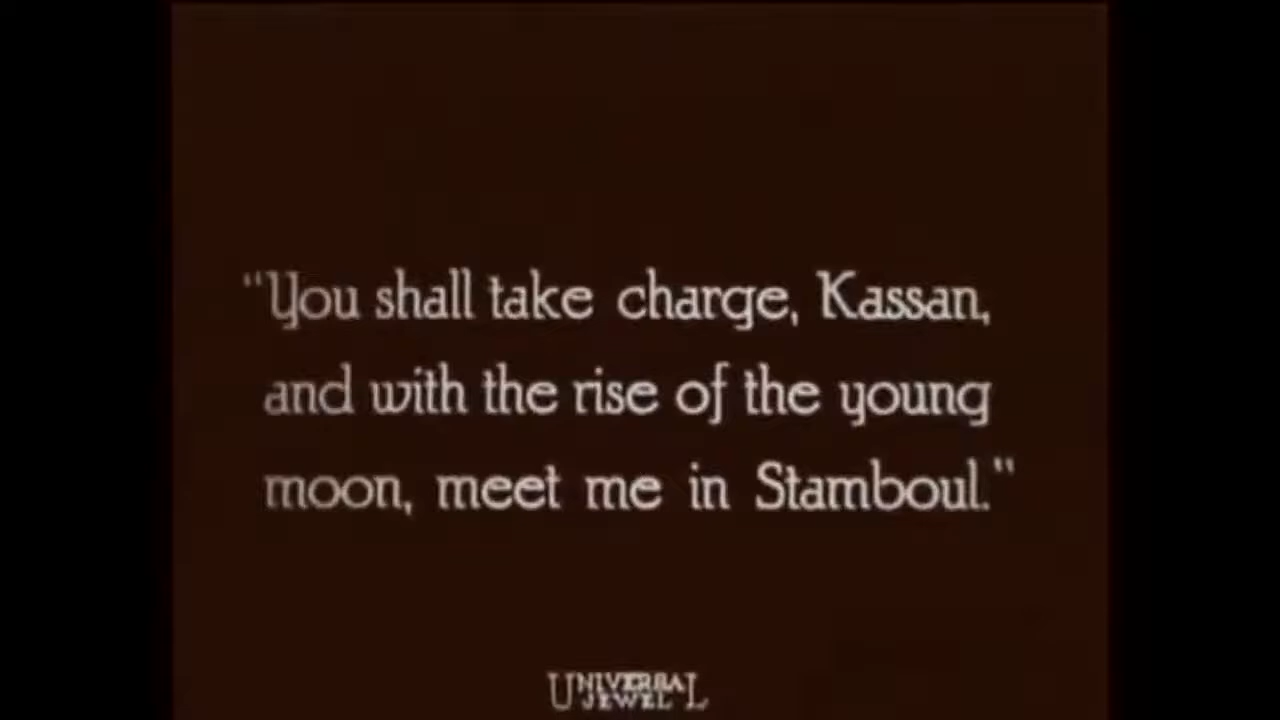 "You shall take charge, Kassan,
and with the rise of the young
moon, meet me in Stamboul."
UNIVERSAL
JEWEL